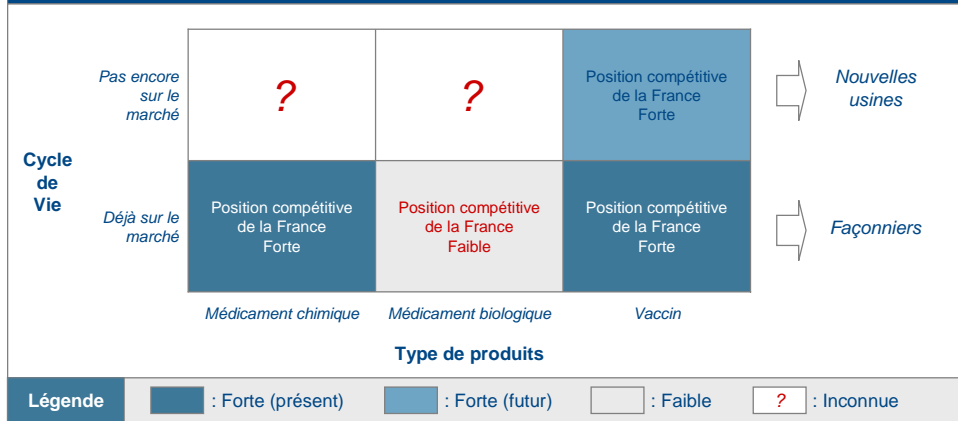 Pas encore
sur le
marché
?
?
Position compétitive
de la France
Forte
Nouvelles
usines
Cycle
de
Vie
Déjà sur le
marché
Position compétitive
de la France
Forte
Position compétitive
de la France
Faible
Position compétitive
de la France
Forte
Façonniers
Médicament chimique
Médicament biologique
Vaccin
Type de produits
Légende
: Forte (présent)
: Forte (futur)
: Faible
? : Inconnue